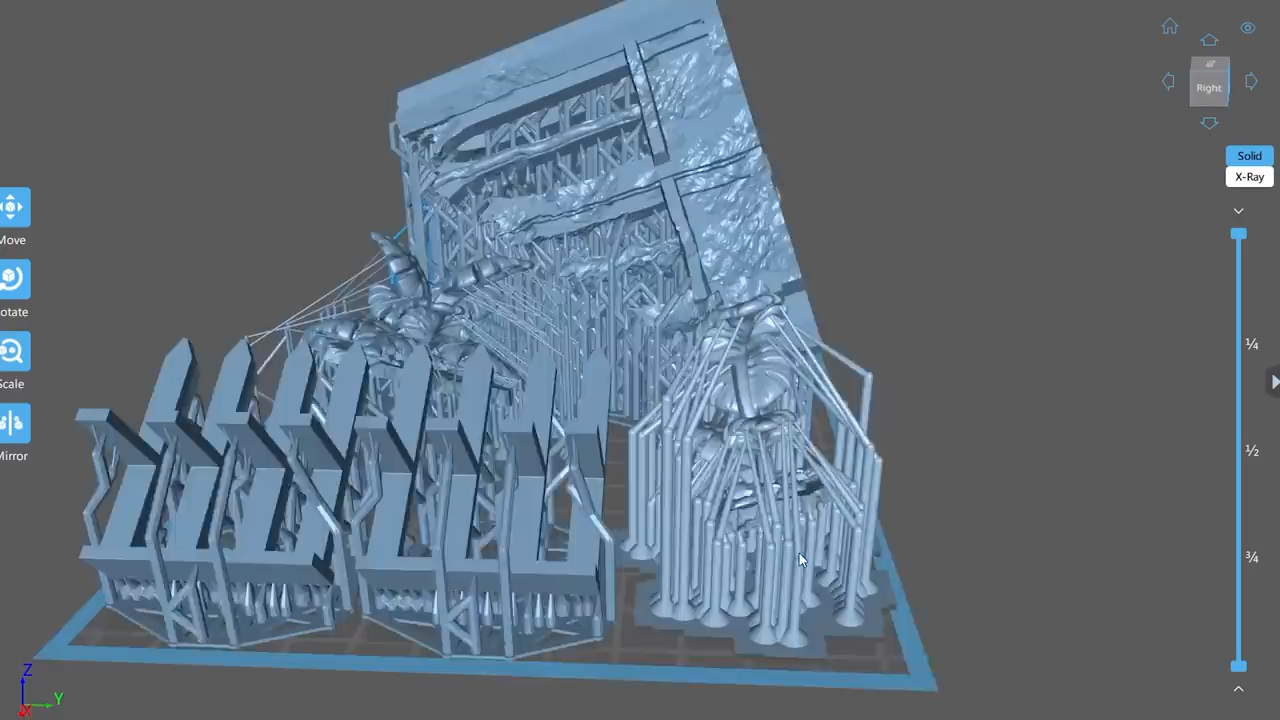 Right
Solid
X-Ray
Move
otate
Scale
Mirror
¼
½
¾
Z
Y
X